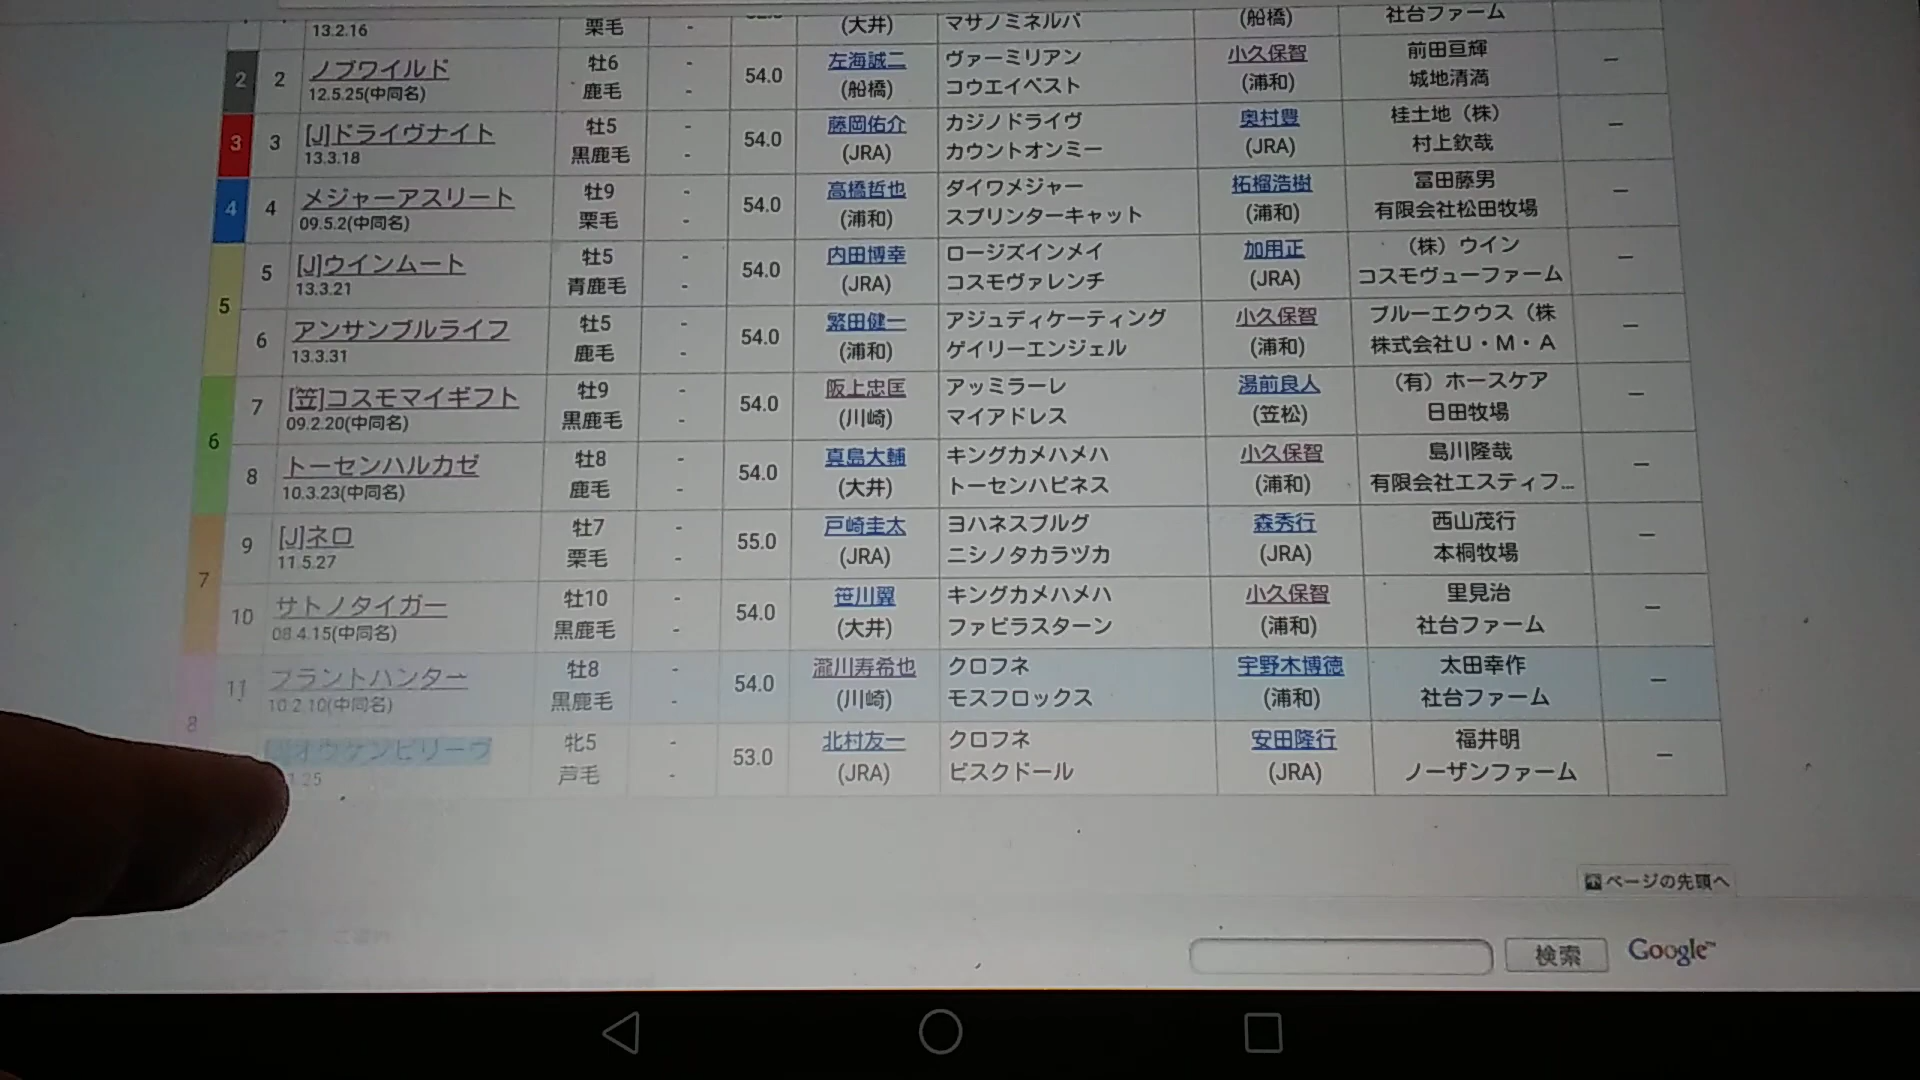 13.2.16 栗毛 - (大井) マサノミネルバ (船橋) 社台ファーム
2 2 ノブワイルド 牡6 - 54.0 左海誠二 ヴァーミリアン 小久保智 前田亘輝 —
12.5.25(中同名) 鹿毛 - (船橋) コウエイベスト (浦和) 城地清満
3 3 [J]ドライヴナイト 牡5 - 54.0 藤岡佑介 カジノドライヴ 奥村豊 桂土地（株） —
13.3.18 黒鹿毛 - (JRA) カウントオンミー (JRA) 村上欽哉
4 4 メジャーアスリート 牡9 - 54.0 高橋哲也 ダイワメジャー 柘榴浩樹 冨田藤男 —
09.5.2(中同名) 栗毛 - (浦和) スプリンターキャット (浦和) 有限会社松田牧場
5 5 [J]ウインムート 牡5 - 54.0 内田博幸 ロージズインメイ 加用正 （株）ウイン —
13.3.21 青鹿毛 - (JRA) コスモヴァレンチ (JRA) コスモヴューファーム
6 アンサンブルライフ 牡5 - 54.0 繁田健一 アジュディケーティング 小久保智 ブルーエクウス（株 —
13.3.31 鹿毛 - (浦和) ゲイリーエンジェル (浦和) 株式会社U・M・A
6 7 [笠]コスモマイギフト 牡9 - 54.0 阪上忠匡 アッミラーレ 湯前良人 （有）ホースケア —
09.2.20(中同名) 黒鹿毛 - (川崎) マイアドレス (笠松) 日田牧場
8 トーセンハルカゼ 牡8 - 54.0 真島大輔 キングカメハメハ 小久保智 島川隆哉 —
10.3.23(中同名) 鹿毛 - (大井) トーセンハピネス (浦和) 有限会社エスティフ...
7 9 [J]ネロ 牡7 - 55.0 戸崎圭太 ヨハネスブルグ 森秀行 西山茂行 —
11.5.27 栗毛 - (JRA) ニシノタカラヅカ (JRA) 本桐牧場
10 サトノタイガー 牡10 - 54.0 笹川翼 キングカメハメハ 小久保智 里見治 —
08.4.15(中同名) 黒鹿毛 - (大井) ファビラスターン (浦和) 社台ファーム
8 11 プラントハンター 牡8 - 54.0 瀧川寿希也 クロフネ 宇野木博徳 太田幸作 —
10.2.10(中同名) 黒鹿毛 - (川崎) モスフロックス (浦和) 社台ファーム
オウケンビリーヴ 牝5 - 53.0 北村友一 クロフネ 安田隆行 福井明 —
.25 芦毛 - (JRA) ビスクドール (JRA) ノーザンファーム
ページの先頭へ
検索 Google™